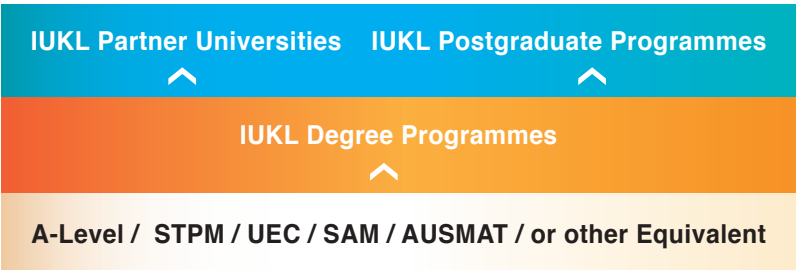 IUKL Partner Universities IUKL Postgraduate Programmes
IUKL Degree Programmes
A-Level / STPM / UEC / SAM / AUSMAT / or other Equivalent